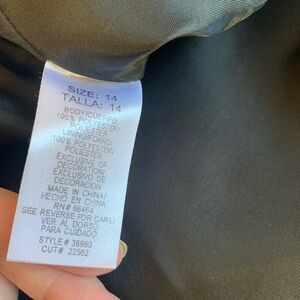 SIZE: 14
TALLA: 14
BODY/CUERPO:
100% POLYESTER/
POLIESTER
LINING/FORRO:
100% POLYESTER/
POLIESTER
EXCLUSIVE OF
DECORATION/
EXCLUSIVO DE
DECORACION
MADE IN CHINA/
HECHO EN CHINA
RN# 66464
SEE REVERSE FOR CARE/
VER AL DORSO
PARA CUIDADO
STYLE# 36980
CUT# 22562